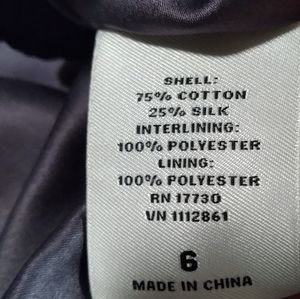 SHELL:
75% COTTON
25% SILK
INTERLINING:
100% POLYESTER
LINING:
100% POLYESTER
RN 17730
VN 1112861
6
MADE IN CHINA